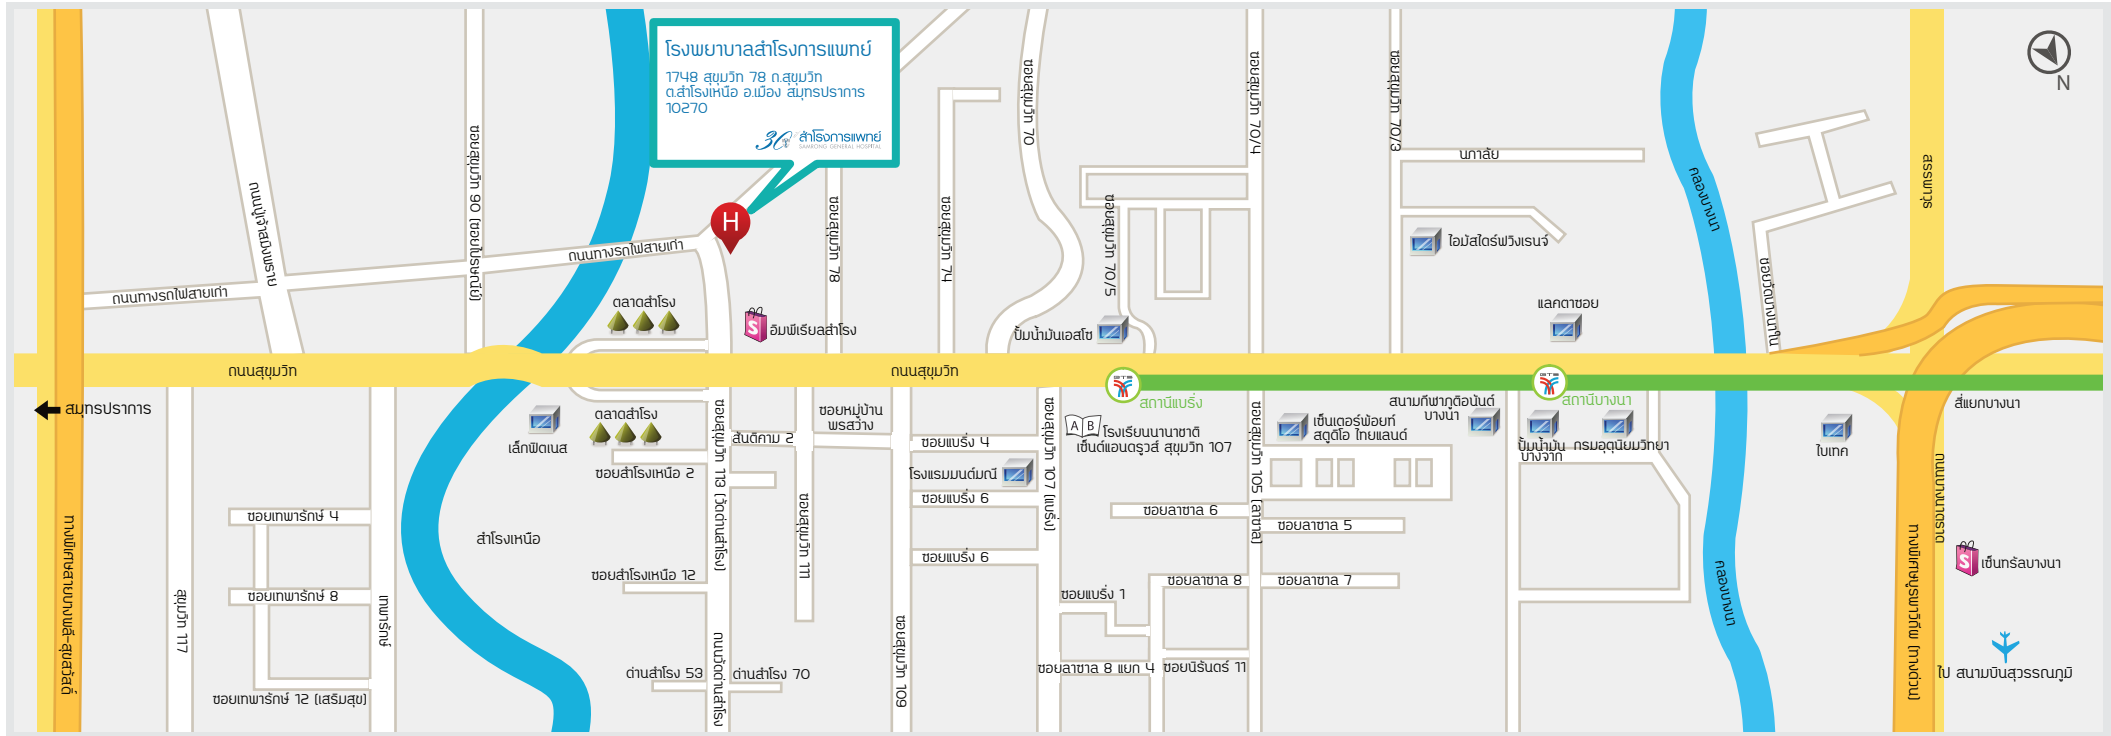 โรงพยาบาลสำโรงการแพทย์
1748 สุขุมวิท 78 ถ.สุขุมวิท
ต.สำโรงเหนือ อ.เมือง สมุทรปราการ
10270
30 สำโรงการแพทย์
SAMRONG GENERAL HOSPITAL
N
H
ถนนปู่เจ้าสมิงพราย
ซอยสุขุมวิท 90 (ซอยไปรษณีย์)
ถนนทางรถไฟสายเก่า
ถนนทางรถไฟสายเก่า
ซอยสุขุมวิท 78
ซอยสุขุมวิท 74
ซอยสุขุมวิท 70
ซอยสุขุมวิท 70/5
ซอยสุขุมวิท 70/4
ซอยสุขุมวิท 70/3
นภาลัย
ไอมัสไดร์ฟวิงเรนจ์
คลองบางนา
สรรพาวุธ
ซอยวัดบางนาใน
ตลาดสำโรง
S
อิมพีเรียลสำโรง
ปั๊มน้ำมันเอสโซ่
แลคตาซอย
ถนนสุขุมวิท
ถนนสุขุมวิท
สมุทรปราการ
BTS
สถานีแบริ่ง
BTS
สถานีบางนา
สี่แยกบางนา
เล็กฟิตเนส
ตลาดสำโรง
ซอยสำโรงเหนือ 2
ซอยสุขุมวิท 113 (วัดด่านสำโรง)
สันติคาม 2
ซอยหมู่บ้าน
พรสว่าง
ซอยแบริ่ง 4
โรงแรมมนต์มณี
ซอยแบริ่ง 6
ซอยแบริ่ง 6
ซอยสุขุมวิท 107 (แบริ่ง)
A B
โรงเรียนนานาชาติ
เซ็นต์แอนดรูวส์ สุขุมวิท 107
ซอยสุขุมวิท 105 (ลาซาล)
เซ็นเตอร์พ้อยท์
สตูดิโอ ไทยแลนด์
สนามกีฬาภูติอนันต์
บางนา
ปั๊มน้ำมัน
บางจาก
กรมอุตุนิยมวิทยา
ไบเทค
ถนนบางนาตราด
ทางพิเศษสายบางพลี-สุขสวัสดิ์
ซอยเทพารักษ์ 4
ซอยเทพารักษ์ 8
ซอยเทพารักษ์ 12 (เสริมสุข)
สุขุมวิท 117
เทพารักษ์
สำโรงเหนือ
ซอยสำโรงเหนือ 12
ด่านสำโรง 53
ด่านสำโรง 70
ถนนวัดด่านสำโรง
ซอยสุขุมวิท 111
ซอยสุขุมวิท 109
ซอยแบริ่ง 1
ซอยลาซาล 6
ซอยลาซาล 5
ซอยลาซาล 8
ซอยลาซาล 7
ซอยลาซาล 8 แยก 4
ซอยนิรันดร์ 11
คลองบางนา
ทางพิเศษบูรพาวิถีย (ทางด่วน)
S
เซ็นทรัลบางนา
ไป สนามบินสุวรรณภูมิ